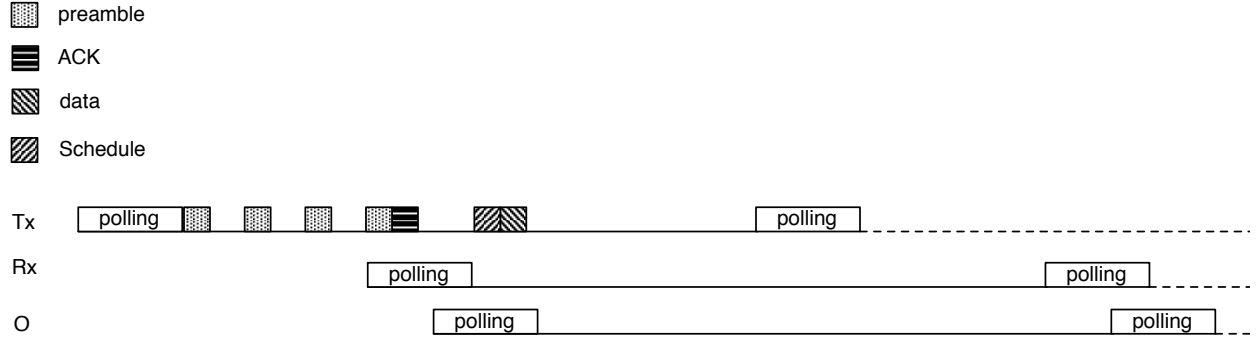 preamble
ACK
data
Schedule
Tx polling polling
Rx polling polling
O polling polling